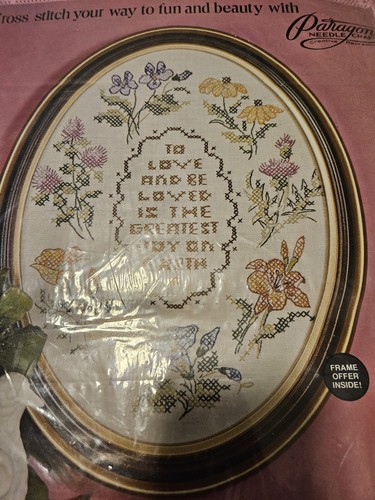 Cross stitch your way to fun and beauty with
Paragon
NEEDLE CRAFT
TO
LOVE
AND BE
LOVED
IS THE
GREATEST
JOY ON
FRAME
OFFER
INSIDE!